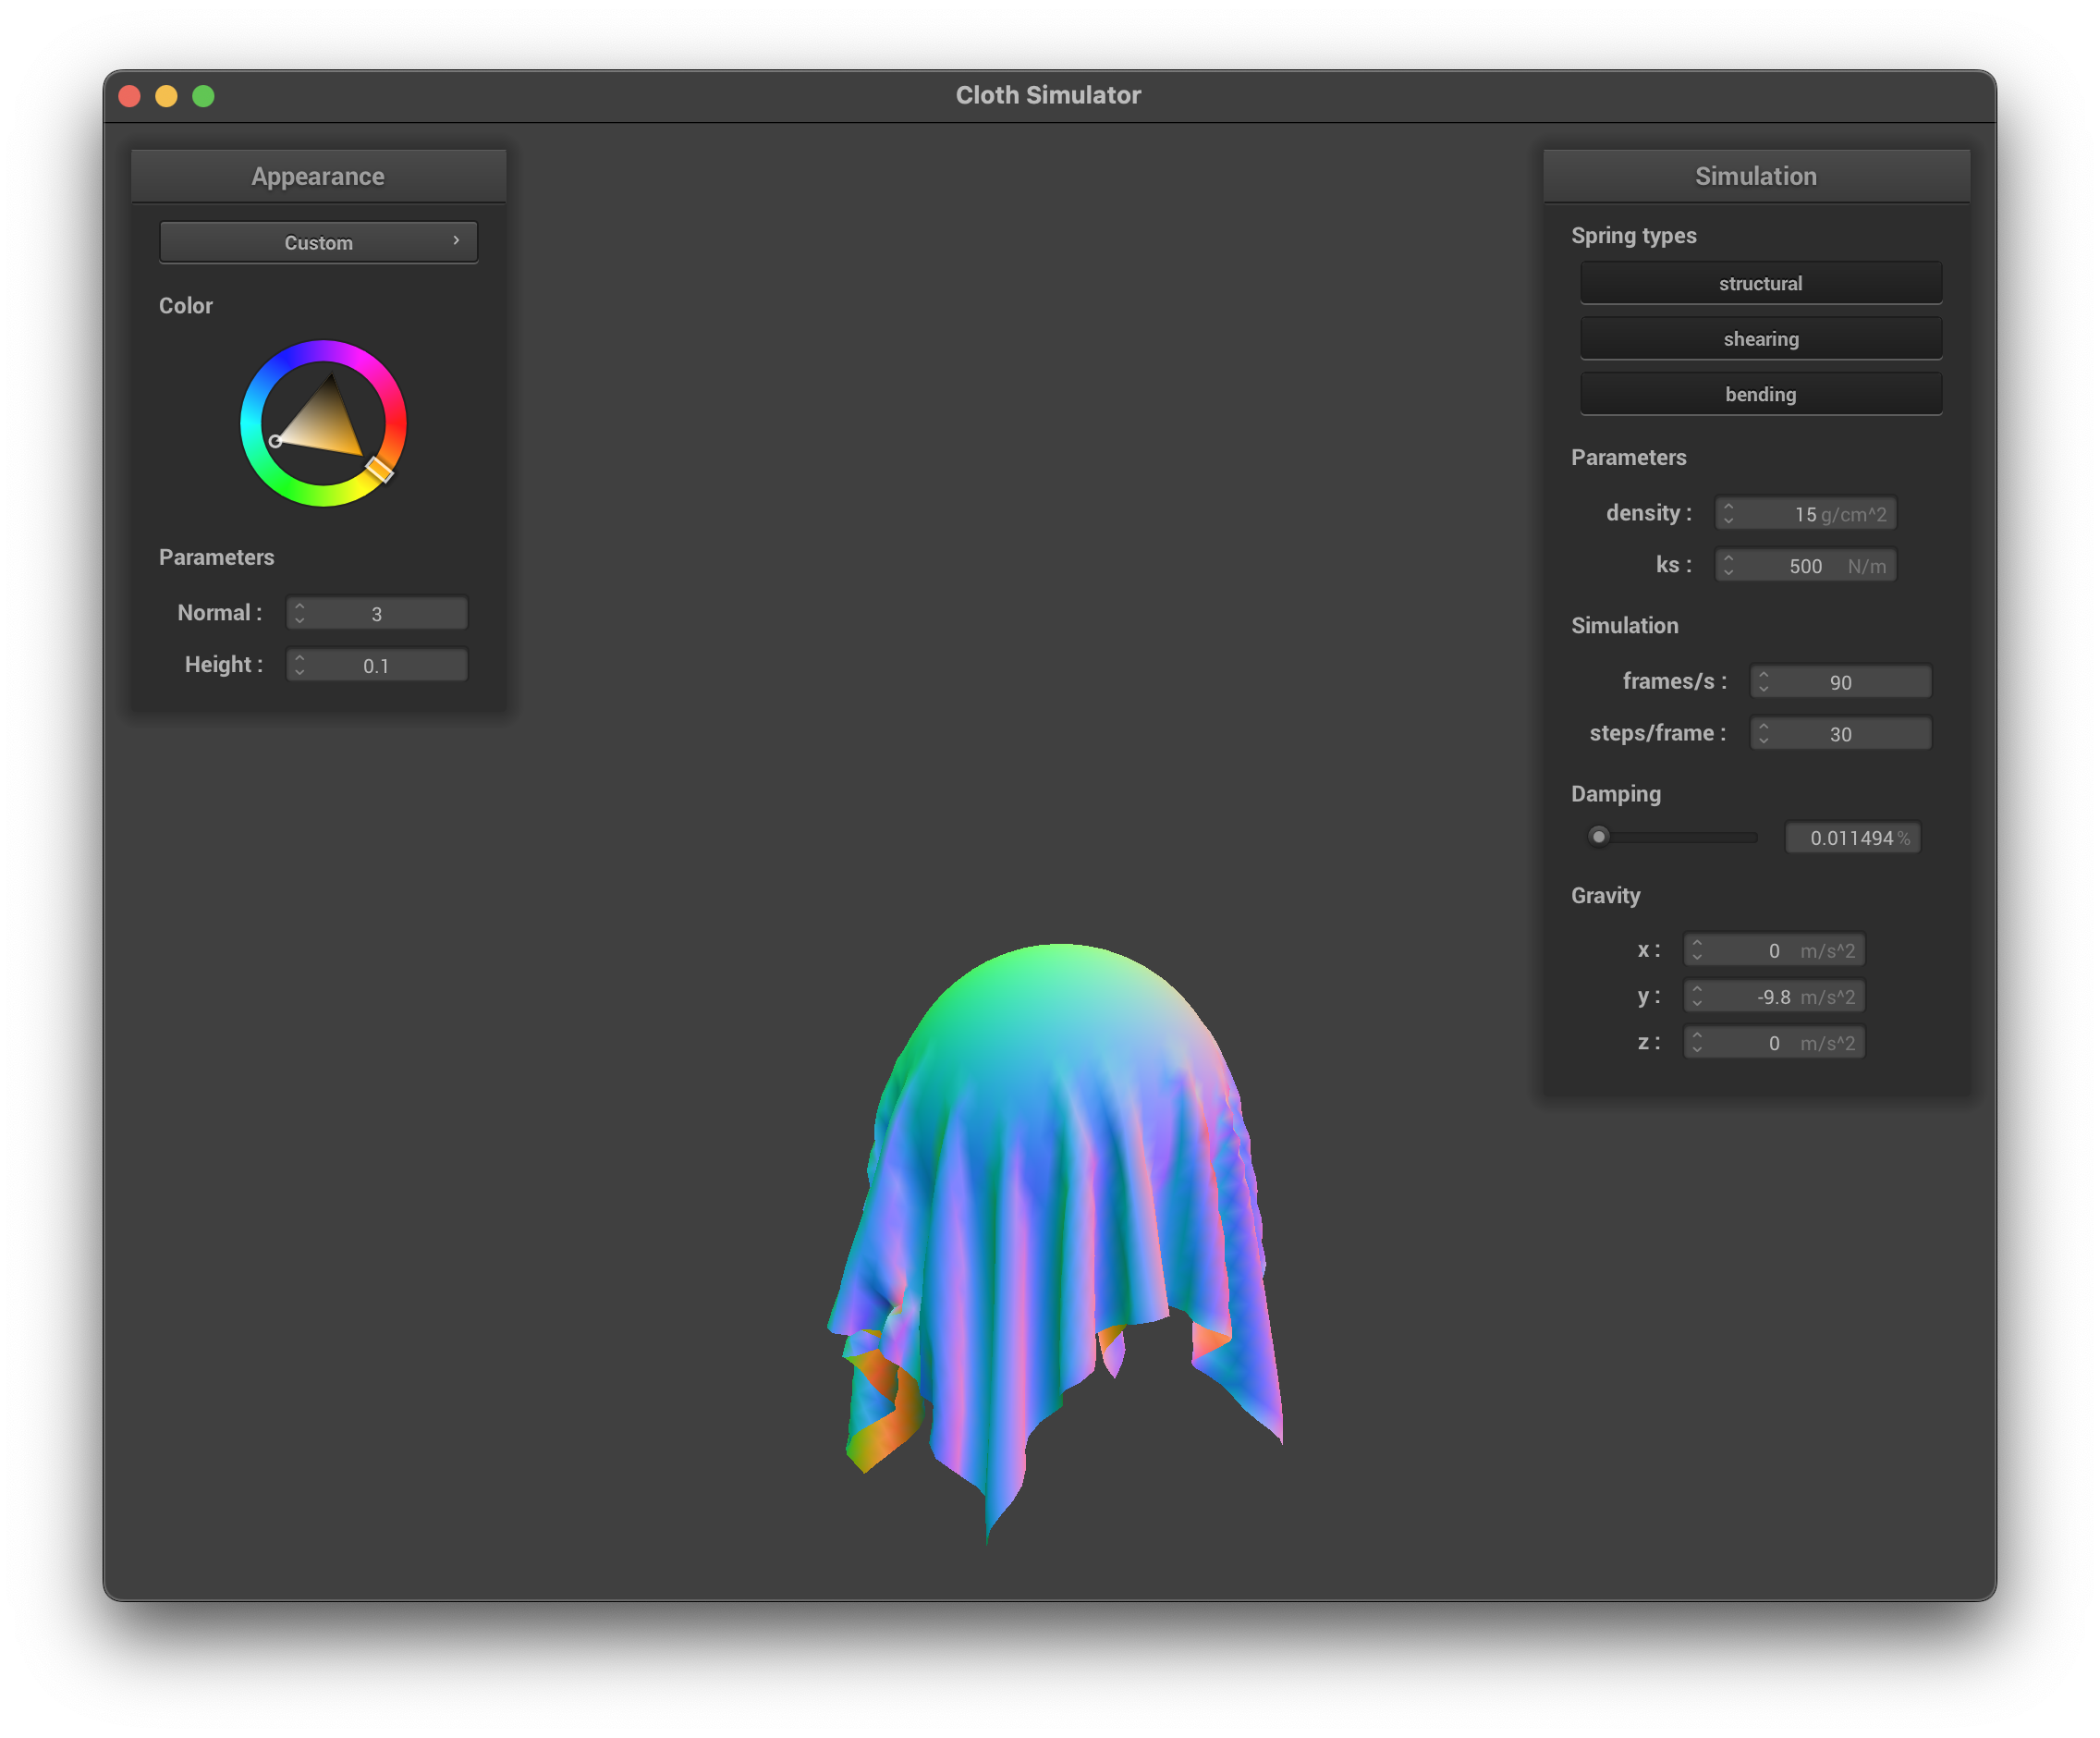 Cloth Simulator
Appearance
Custom
Color
Parameters
Normal : 3
Height : 0.1
Simulation
Spring types
structural
shearing
bending
Parameters
density : 15 g/cm^2
ks : 500 N/m
Simulation
frames/s : 90
steps/frame : 30
Damping
0.011494 %
Gravity
x : 0 m/s^2
y : -9.8 m/s^2
z : 0 m/s^2